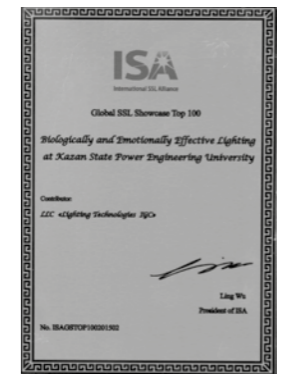 ISA
International SSL Alliance
Global SSL Showcase Top 100
Biologically and Emotionally Effective Lighting
at Kazan State Power Engineering University
Contributor:
LLC «Lighting Technologies
Ling Wu
President of ISA
No. ISAGSTOP100201502